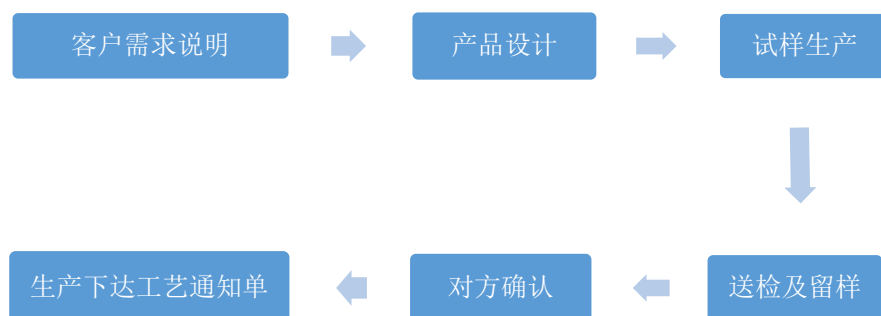 客户需求说明
产品设计
试样生产
送检及留样
对方确认
生产下达工艺通知单